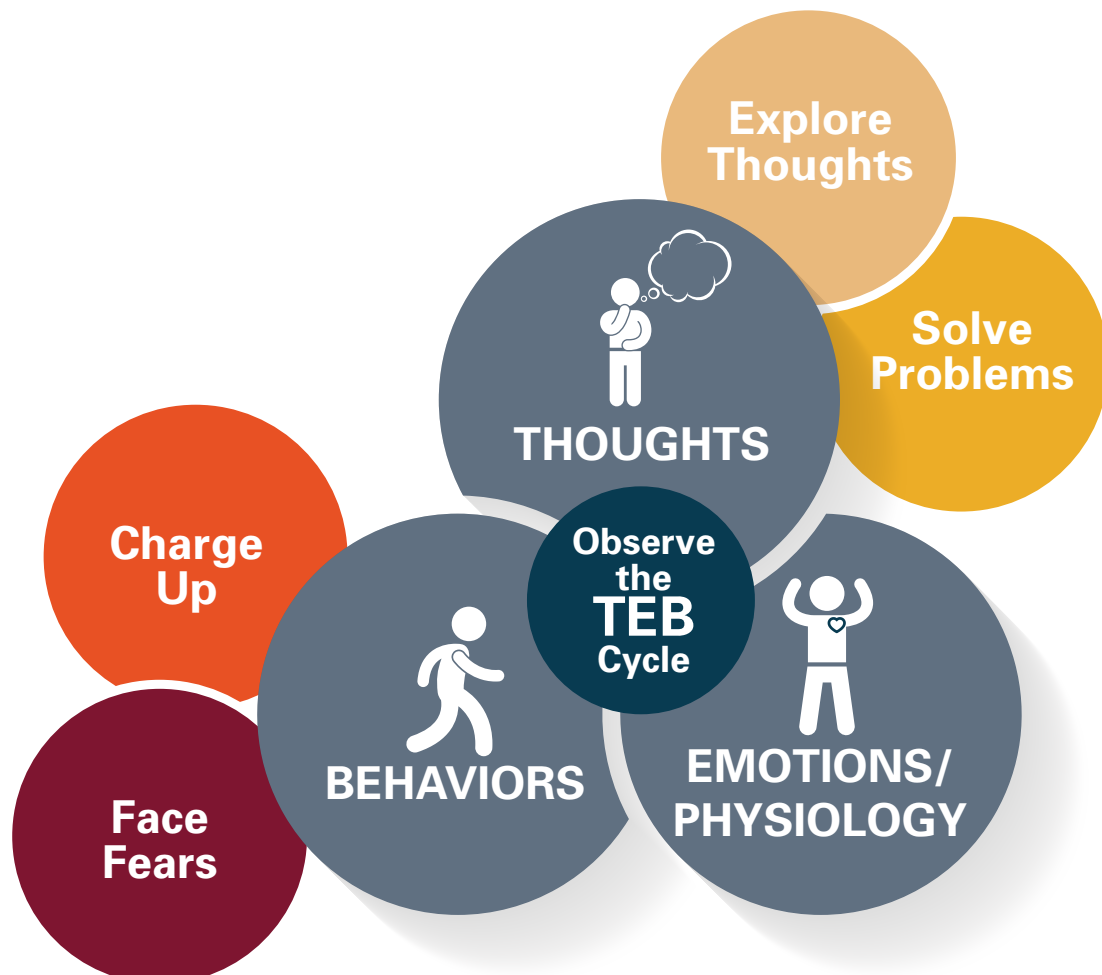 Explore
Thoughts
Solve
Problems
THOUGHTS
Charge
Up
Observe
the
TEB
Cycle
BEHAVIORS
EMOTIONS/
PHYSIOLOGY
Face
Fears